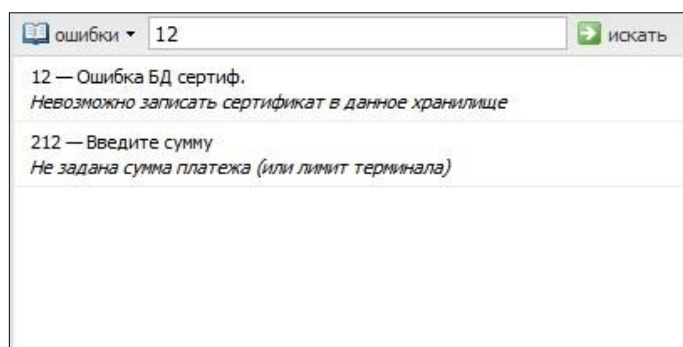 ошибки 12 искать
12 — Ошибка БД сертиф.
Невозможно записать сертификат в данное хранилище
212 — Введите сумму
Не задана сумма платежа (или лимит терминала)